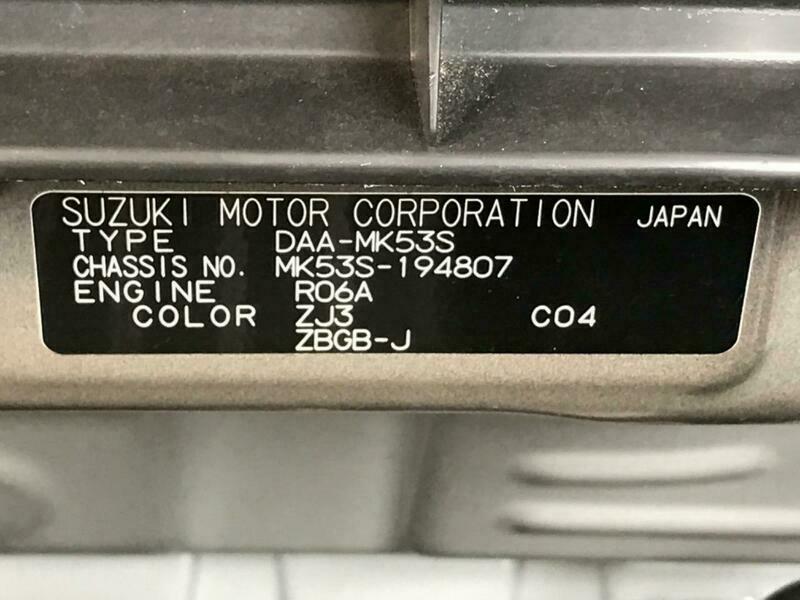 SUZUKI MOTOR CORPORATION JAPAN
TYPE DAA-MK53S
CHASSIS NO. MK53S-194807
ENGINE R06A
COLOR ZJ3 C04
ZBGB-J